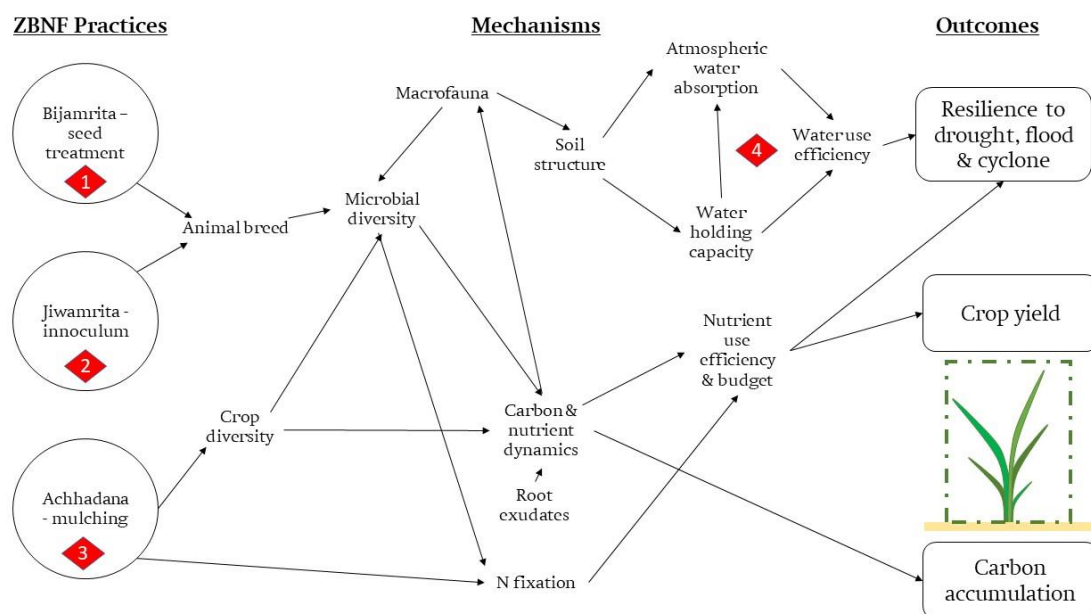 ZBNF Practices
Mechanisms
Outcomes
Bijamrita –
seed
treatment
1
Jiwamrita -
innoculum
2
Achhadana
- mulching
3
Animal breed
Crop
diversity
Macrofauna
Microbial
diversity
Soil
structure
Atmospheric
water
absorption
4
Water use
efficiency
Water
holding
capacity
Carbon &
nutrient
dynamics
Root
exudates
N fixation
Nutrient
use
efficiency
& budget
Resilience to
drought, flood
& cyclone
Crop yield
Carbon
accumulation